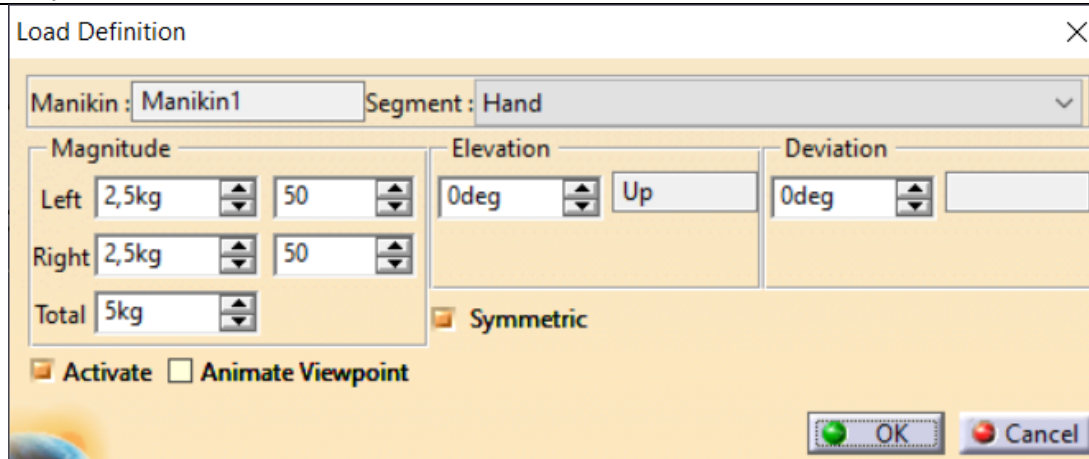 Load Definition
Manikin : Manikin1 Segment : Hand
Magnitude Elevation Deviation
Left 2,5kg 50 0deg Up 0deg
Right 2,5kg 50
Total 5kg Symmetric
Activate Animate Viewpoint
OK Cancel